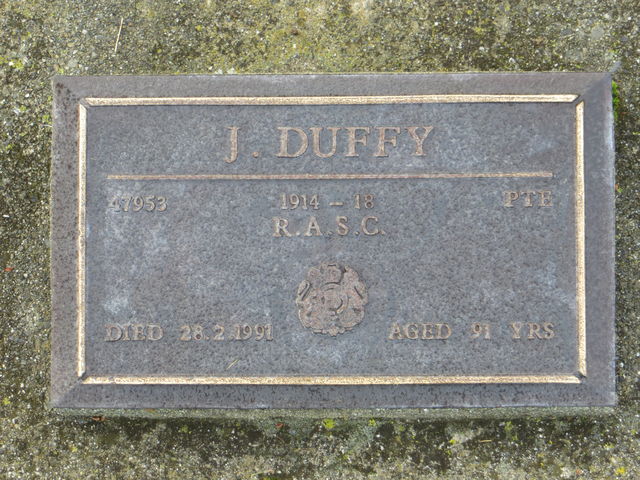 J. DUFFY
47953 1914 – 18 PTE
R.A.S.C.
DIED 28.2.1991 AGED 91 YRS